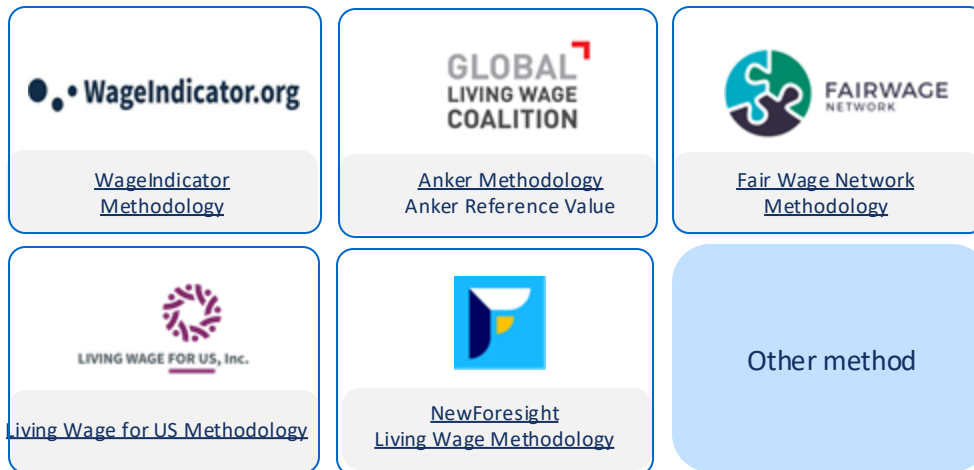 WageIndicator.org
WageIndicator
Methodology
GLOBAL
LIVING WAGE
COALITION
Anker Methodology
Anker Reference Value
FAIRWAGE
NETWORK
Fair Wage Network
Methodology
LIVING WAGE FOR US, Inc.
Living Wage for US Methodology
NewForesight
Living Wage Methodology
Other method